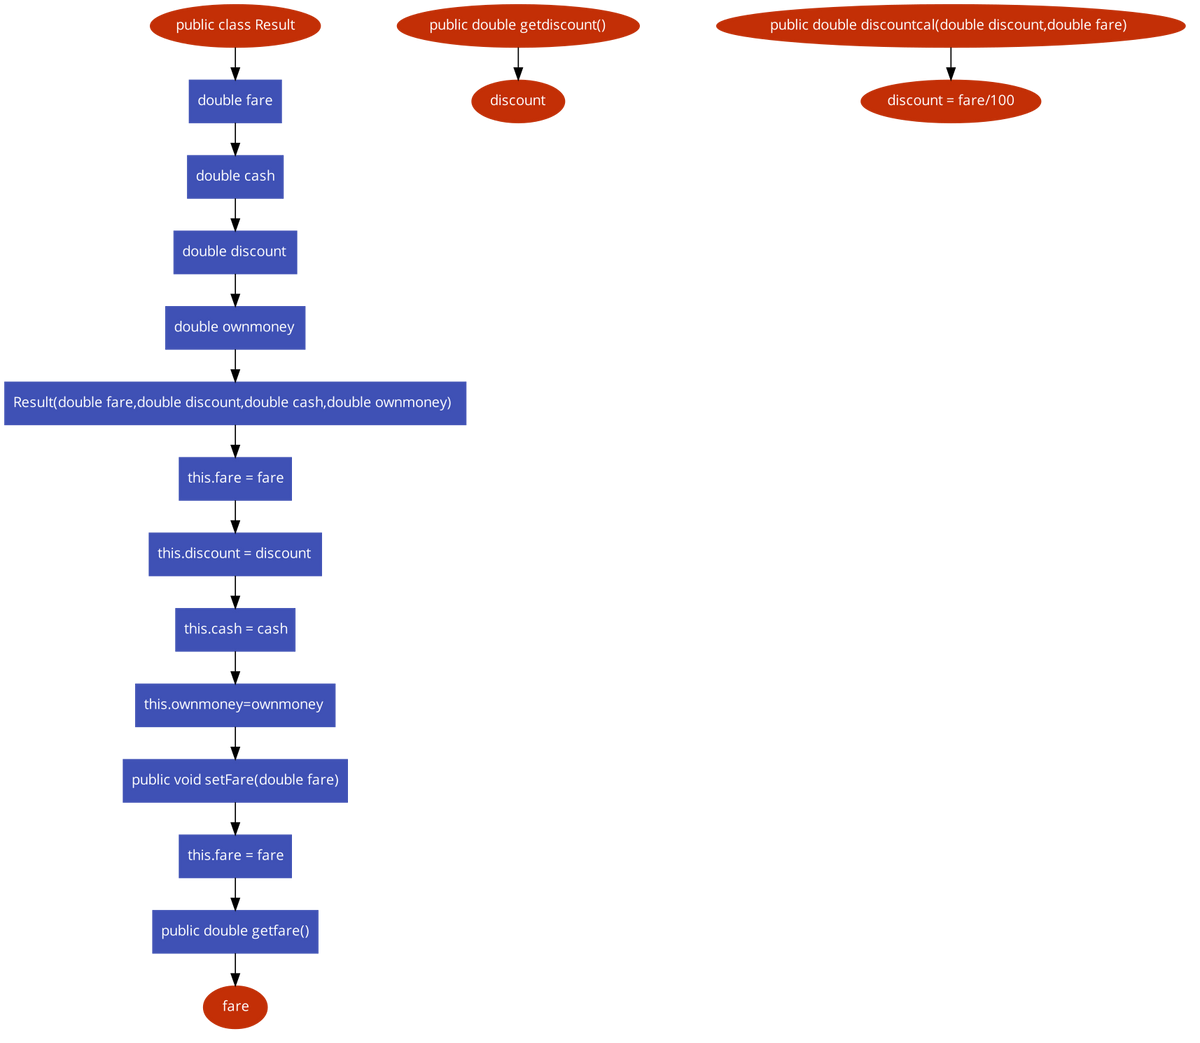 public class Result
double fare
double cash
double discount
double ownmoney
Result(double fare,double discount,double cash,double ownmoney)
this.fare = fare
this.discount = discount
this.cash = cash
this.ownmoney=ownmoney
public void setFare(double fare)
this.fare = fare
public double getfare()
fare
public double getdiscount()
discount
public double discountcal(double discount,double fare)
discount = fare/100